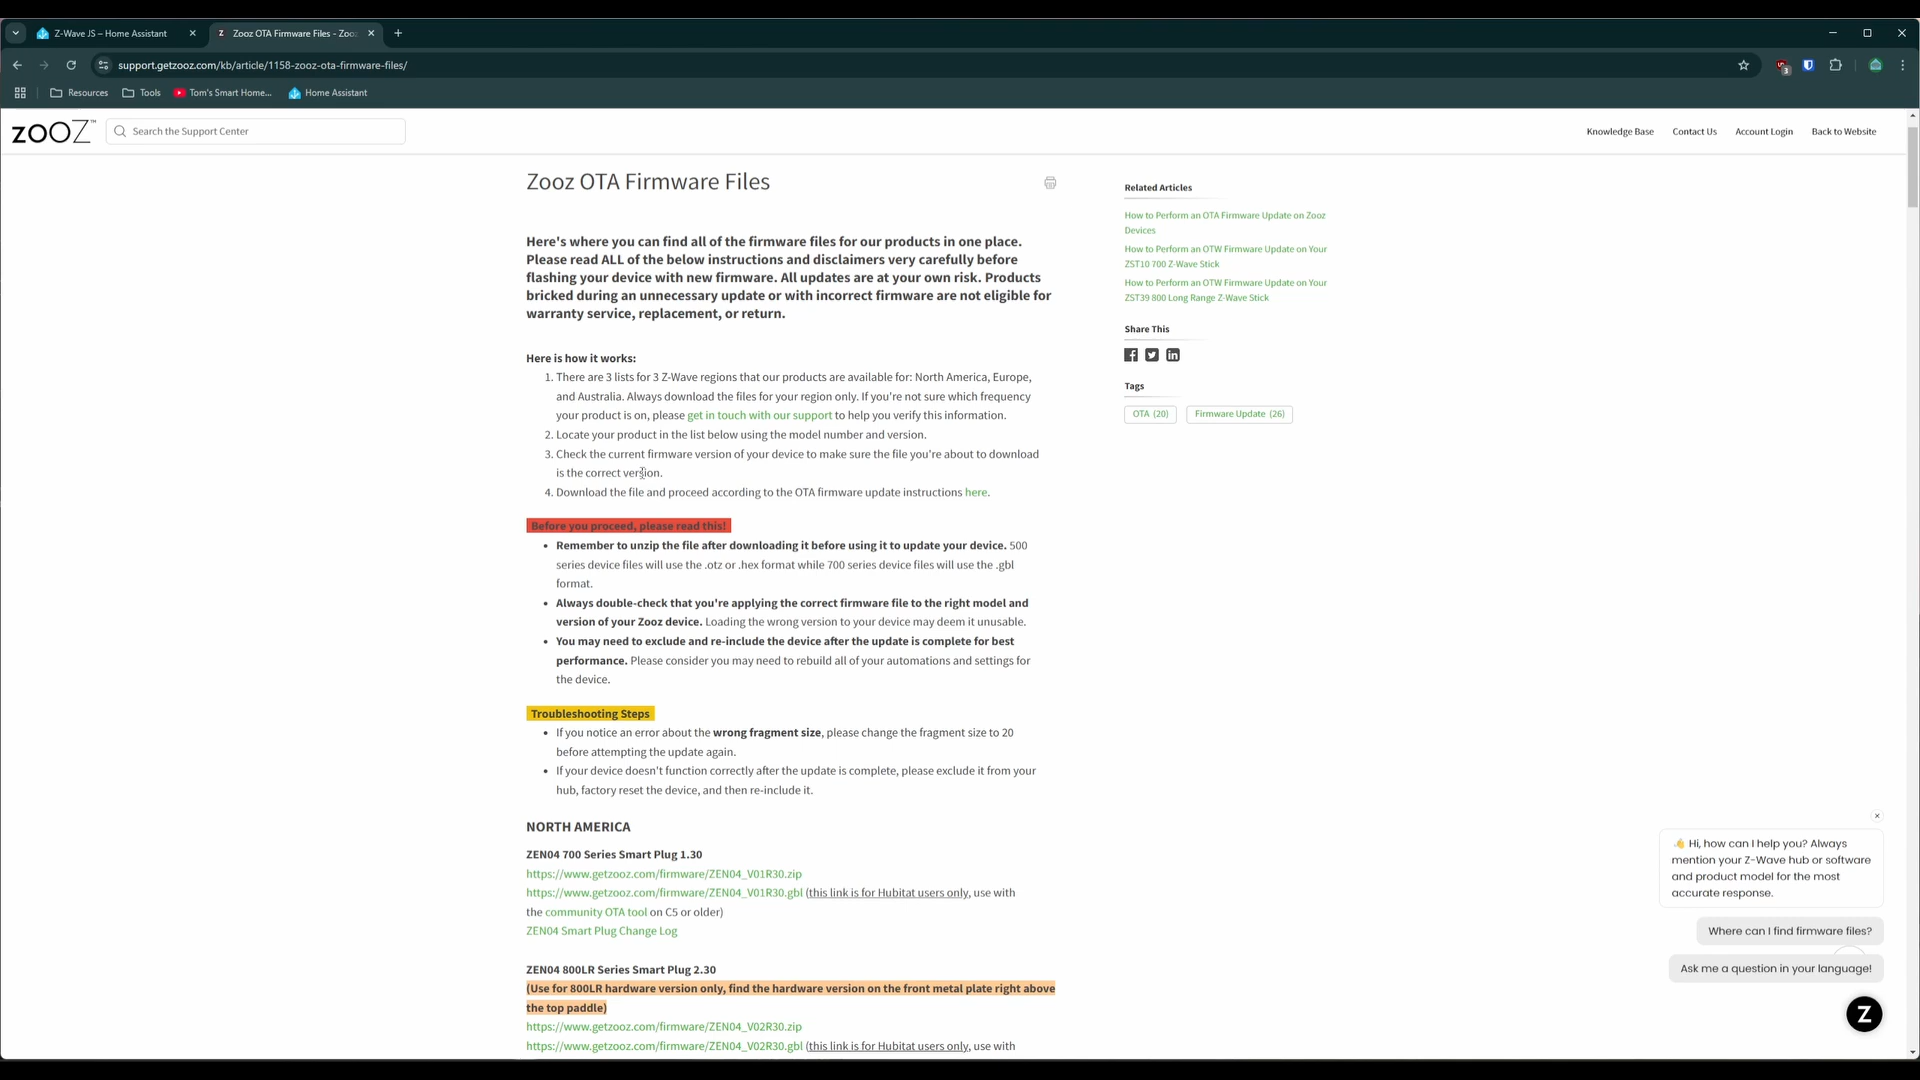 Z-Wave JS – Home Assistant
Zooz OTA Firmware Files - Zoo
support.getzooz.com/kb/article/1158-zooz-ota-firmware-files/
3
Resources
Tools
Tom's Smart Home...
Home Assistant
zooZ™
Search the Support Center
Knowledge Base
Contact Us
Account Login
Back to Website
Zooz OTA Firmware Files
Here's where you can find all of the firmware files for our products in one place.
Please read ALL of the below instructions and disclaimers very carefully before
flashing your device with new firmware. All updates are at your own risk. Products
bricked during an unnecessary update or with incorrect firmware are not eligible for
warranty service, replacement, or return.
Here is how it works:
1. There are 3 lists for 3 Z-Wave regions that our products are available for: North America, Europe,
and Australia. Always download the files for your region only. If you're not sure which frequency
your product is on, please get in touch with our support to help you verify this information.
2. Locate your product in the list below using the model number and version.
3. Check the current firmware version of your device to make sure the file you're about to download
is the correct version.
4. Download the file and proceed according to the OTA firmware update instructions here.
Before you proceed, please read this!
• Remember to unzip the file after downloading it before using it to update your device. 500
series device files will use the .otz or .hex format while 700 series device files will use the .gbl
format.
• Always double-check that you're applying the correct firmware file to the right model and
version of your Zooz device. Loading the wrong version to your device may deem it unusable.
• You may need to exclude and re-include the device after the update is complete for best
performance. Please consider you may need to rebuild all of your automations and settings for
the device.
Troubleshooting Steps
• If you notice an error about the wrong fragment size, please change the fragment size to 20
before attempting the update again.
• If your device doesn't function correctly after the update is complete, please exclude it from your
hub, factory reset the device, and then re-include it.
NORTH AMERICA
ZEN04 700 Series Smart Plug 1.30
https://www.getzooz.com/firmware/ZEN04_V01R30.zip
https://www.getzooz.com/firmware/ZEN04_V01R30.gbl (this link is for Hubitat users only, use with
the community OTA tool on C5 or older)
ZEN04 Smart Plug Change Log
ZEN04 800LR Series Smart Plug 2.30
(Use for 800LR hardware version only, find the hardware version on the front metal plate right above
the top paddle)
https://www.getzooz.com/firmware/ZEN04_V02R30.zip
https://www.getzooz.com/firmware/ZEN04_V02R30.gbl (this link is for Hubitat users only, use with
Related Articles
How to Perform an OTA Firmware Update on Zooz
Devices
How to Perform an OTW Firmware Update on Your
ZST10 700 Z-Wave Stick
How to Perform an OTW Firmware Update on Your
ZST39 800 Long Range Z-Wave Stick
Share This
Tags
OTA (20)
Firmware Update (26)
👋 Hi, how can I help you? Always
mention your Z-Wave hub or software
and product model for the most
accurate response.
Where can I find firmware files?
Ask me a question in your language!
Z